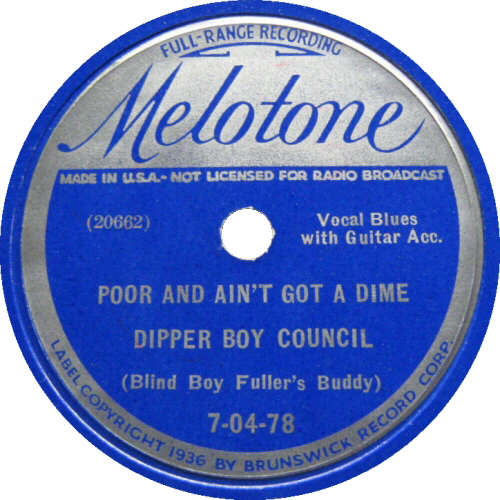 FULL-RANGE RECORDING
Melotone
MADE IN U.S.A. - NOT LICENSED FOR RADIO BROADCAST
(20662)
Vocal Blues
with Guitar Acc.
POOR AND AIN'T GOT A DIME
DIPPER BOY COUNCIL
(Blind Boy Fuller's Buddy)
7-04-78
LABEL COPYRIGHT 1936 BY BRUNSWICK RECORD CORP.